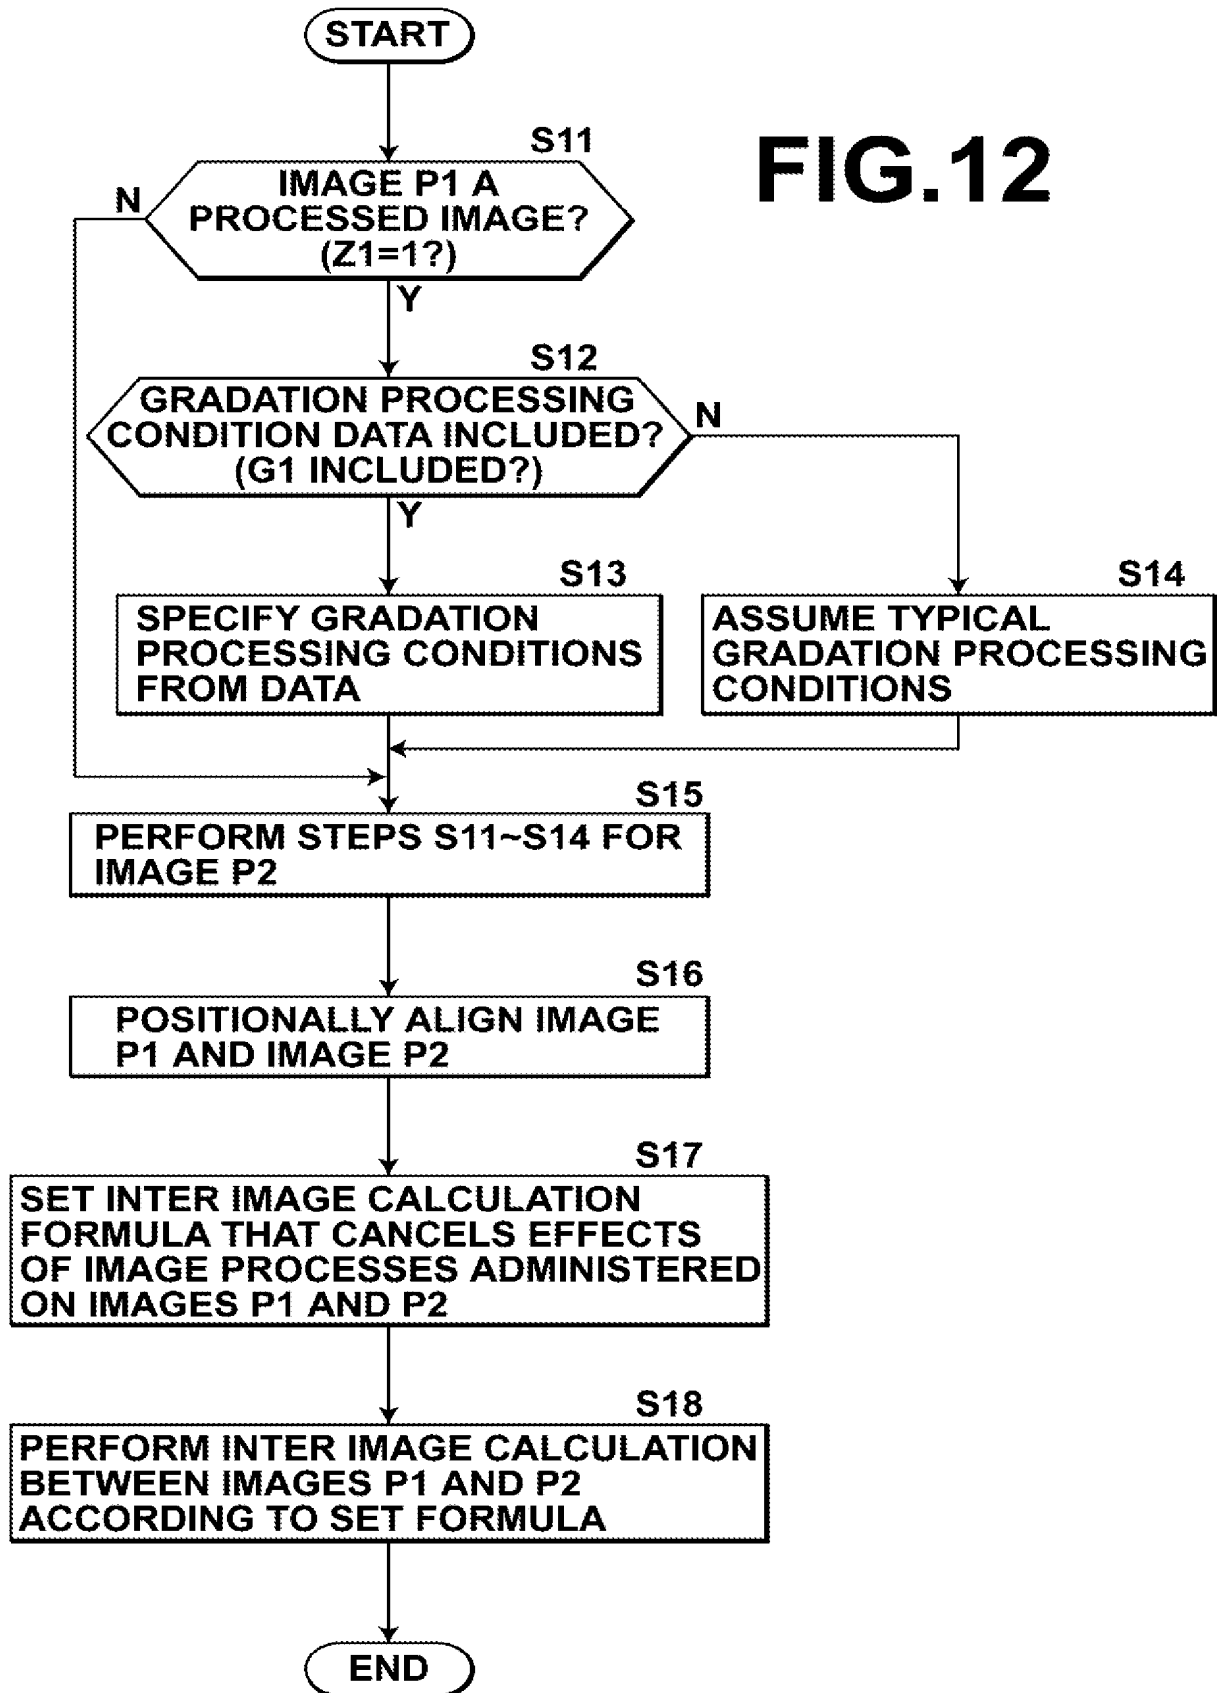 START
FIG.12
S11
IMAGE P1 A
PROCESSED IMAGE?
(Z1=1?)
N
Y
S12
GRADATION PROCESSING
CONDITION DATA INCLUDED?
(G1 INCLUDED?)
N
Y
S13
SPECIFY GRADATION
PROCESSING CONDITIONS
FROM DATA
S14
ASSUME TYPICAL
GRADATION PROCESSING
CONDITIONS
S15
PERFORM STEPS S11~S14 FOR
IMAGE P2
S16
POSITIONALLY ALIGN IMAGE
P1 AND IMAGE P2
S17
SET INTER IMAGE CALCULATION
FORMULA THAT CANCELS EFFECTS
OF IMAGE PROCESSES ADMINISTERED
ON IMAGES P1 AND P2
S18
PERFORM INTER IMAGE CALCULATION
BETWEEN IMAGES P1 AND P2
ACCORDING TO SET FORMULA
END